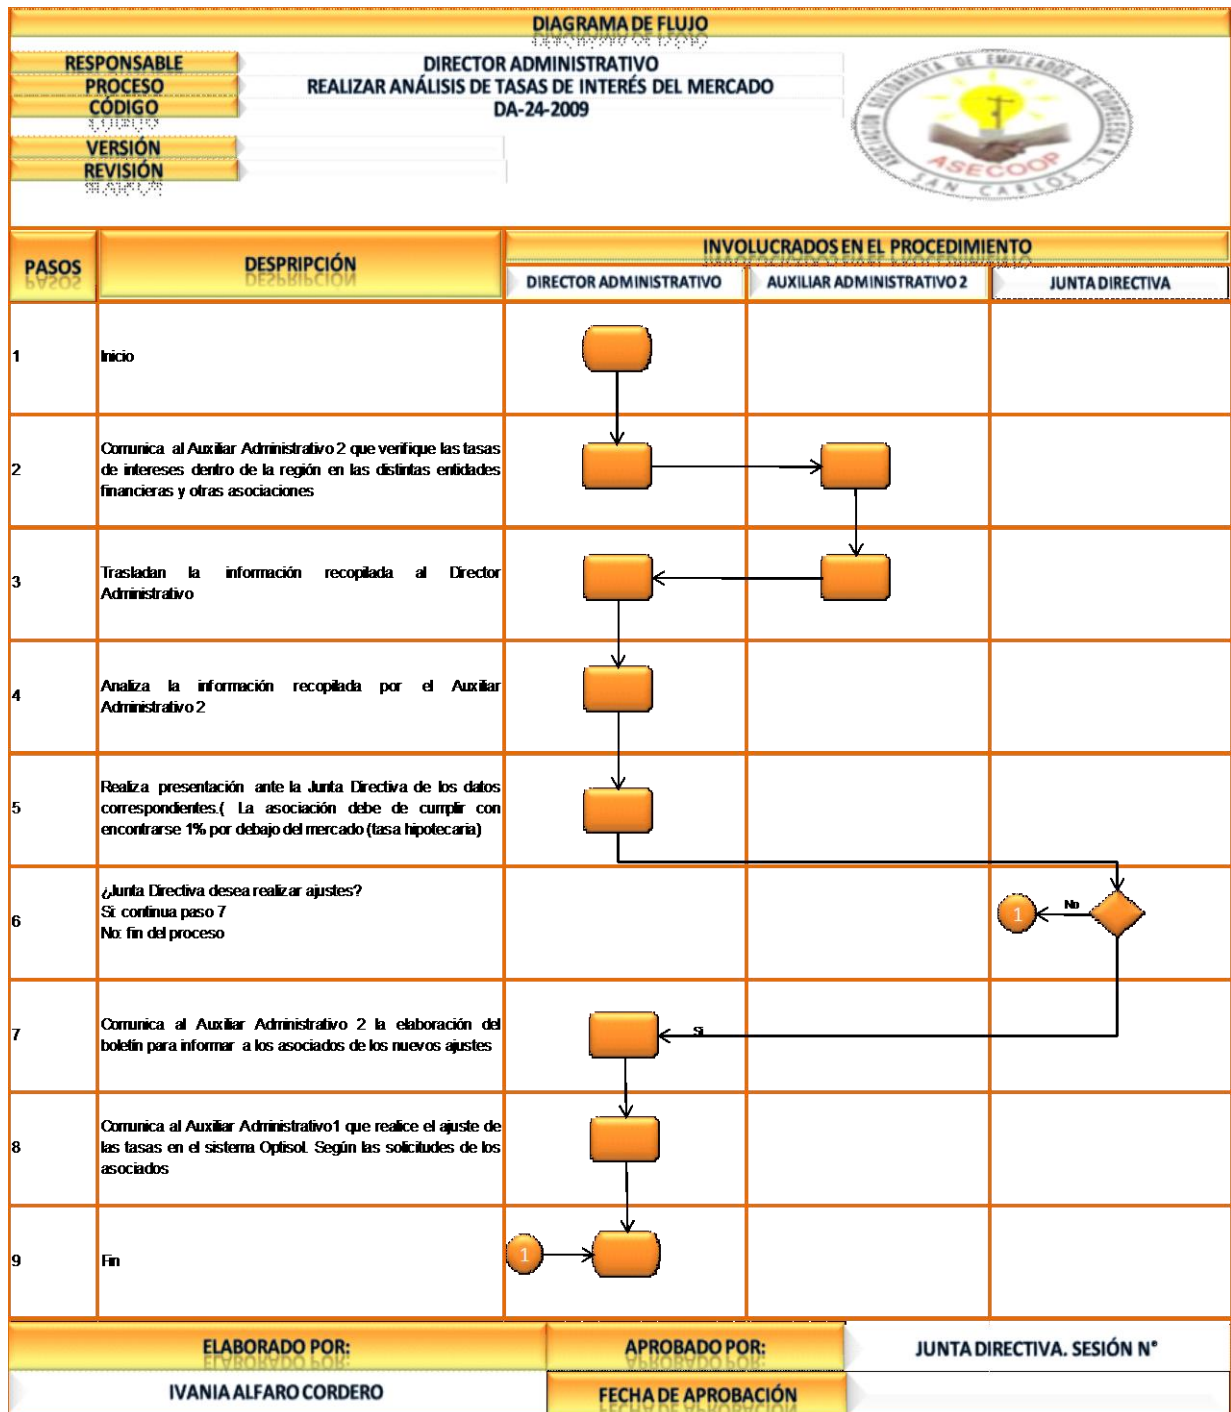 DIAGRAMA DE FLUJO
RESPONSABLE
DIRECTOR ADMINISTRATIVO
PROCESO
REALIZAR ANÁLISIS DE TASAS DE INTERÉS DEL MERCADO
CÓDIGO
DA-24-2009
VERSIÓN
REVISIÓN
ASOCIACION SOLIDARISTA DE EMPLEADOS DE COOPELESCA R.L.
ASECOOP
SAN CARLOS
PASOS
DESPRIPCIÓN
INVOLUCRADOS EN EL PROCEDIMIENTO
DIRECTOR ADMINISTRATIVO
AUXILIAR ADMINISTRATIVO 2
JUNTA DIRECTIVA
1
Inicio
2
Comunica al Auxiliar Administrativo 2 que verifique las tasas
de intereses dentro de la región en las distintas entidades
financieras y otras asociaciones
3
Trasladan la información recopilada al Director
Administrativo
4
Analiza la información recopilada por el Auxiliar
Administrativo 2
5
Realiza presentación ante la Junta Directiva de los datos
correspondientes.( La asociación debe de cumplir con
encontrarse 1% por debajo del mercado (tasa hipotecaria)
6
¿Junta Directiva desea realizar ajustes?
Si: continua paso 7
No: fin del proceso
1
No
7
Comunica al Auxiliar Administrativo 2 la elaboración del
boletín para informar a los asociados de los nuevos ajustes
Si
8
Comunica al Auxiliar Administrativo1 que realice el ajuste de
las tasas en el sistema Optisol. Según las solicitudes de los
asociados
9
Fin
1
ELABORADO POR:
APROBADO POR:
JUNTA DIRECTIVA. SESIÓN N°
IVANIA ALFARO CORDERO
FECHA DE APROBACIÓN